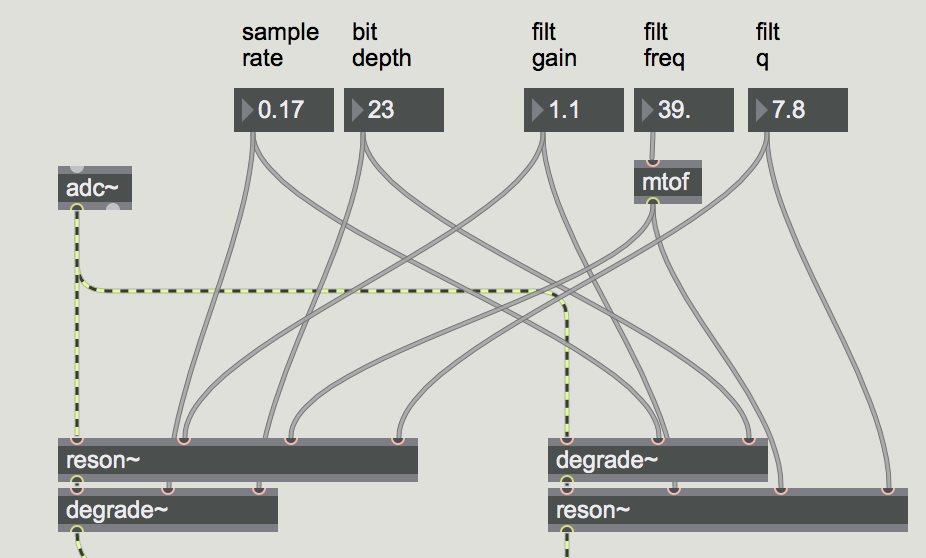 sample
rate
bit
depth
filt
gain
filt
freq
filt
q
0.17
23
1.1
39.
7.8
adc~
mtof
reson~
degrade~
degrade~
reson~